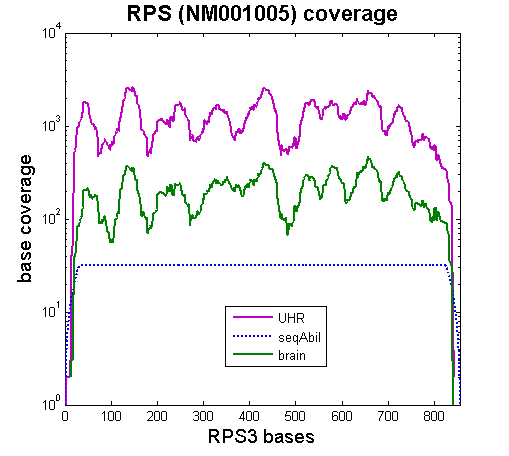 RPS (NM001005) coverage
10^4
10^3
10^2
10^1
10^0
base coverage
UHR
seqAbil
brain
0 100 200 300 400 500 600 700 800
RPS3 bases